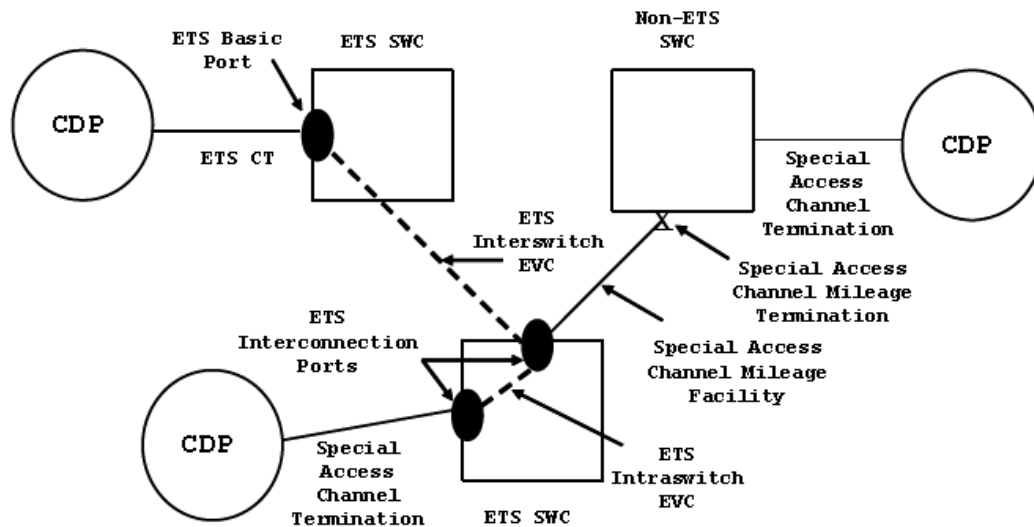 Non-ETS
SWC
ETS Basic
Port
ETS SWC
CDP
ETS CT
CDP
Special
Access
Channel
Termination
ETS
Interswitch
EVC
X
Special Access
Channel Mileage
Termination
ETS
Interconnection
Ports
Special Access
Channel Mileage
Facility
CDP
Special
Access
Channel
Termination
ETS
Intraswitch
EVC
ETS SWC